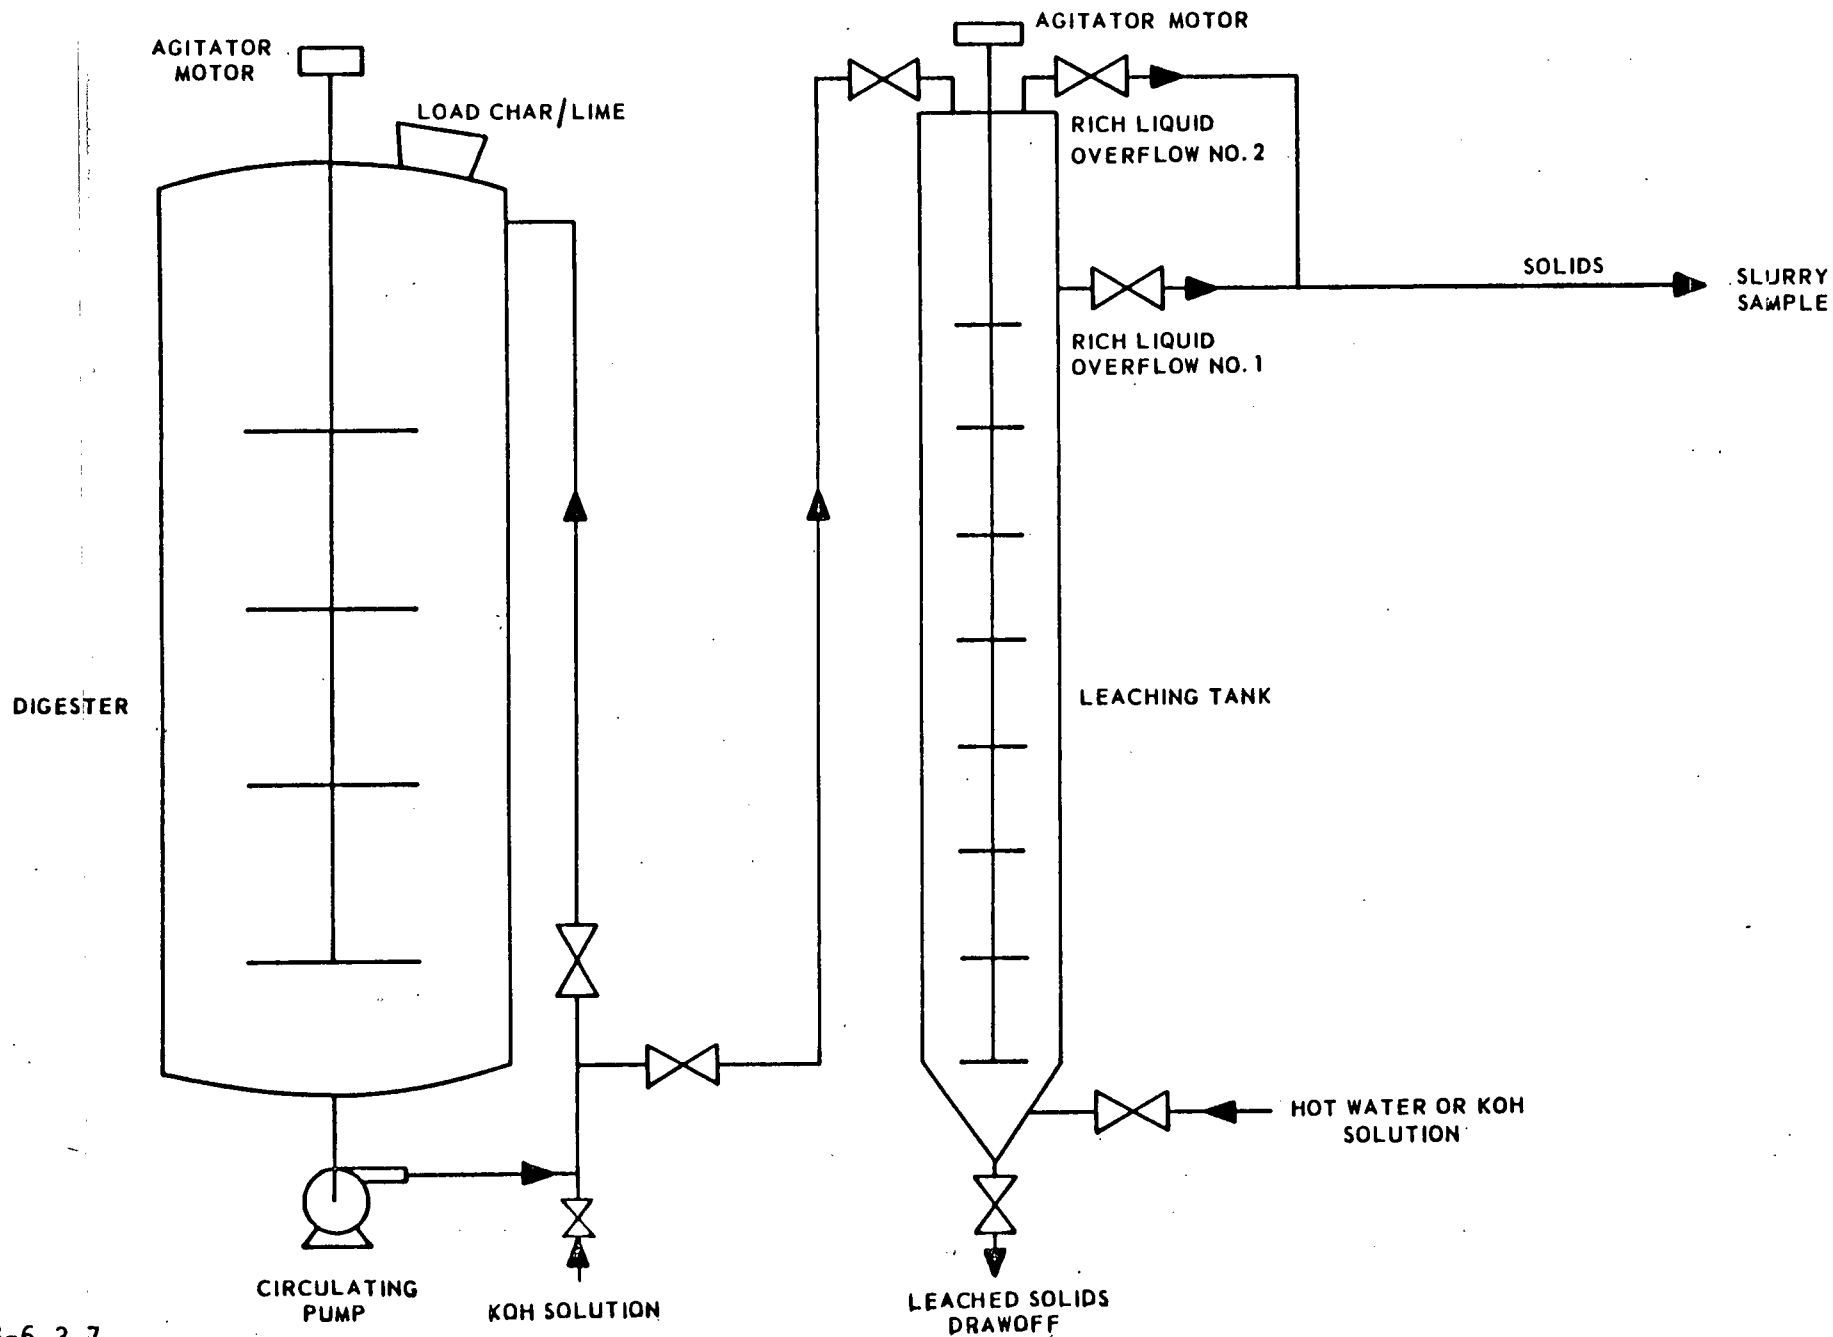 AGITATOR
MOTOR
LOAD CHAR/LIME
AGITATOR MOTOR
RICH LIQUID
OVERFLOW NO. 2
SOLIDS
SLURRY
SAMPLE
RICH LIQUID
OVERFLOW NO. 1
DIGESTER
LEACHING TANK
HOT WATER OR KOH
SOLUTION
CIRCULATING
PUMP
KOH SOLUTION
LEACHED SOLIDS
DRAWOFF